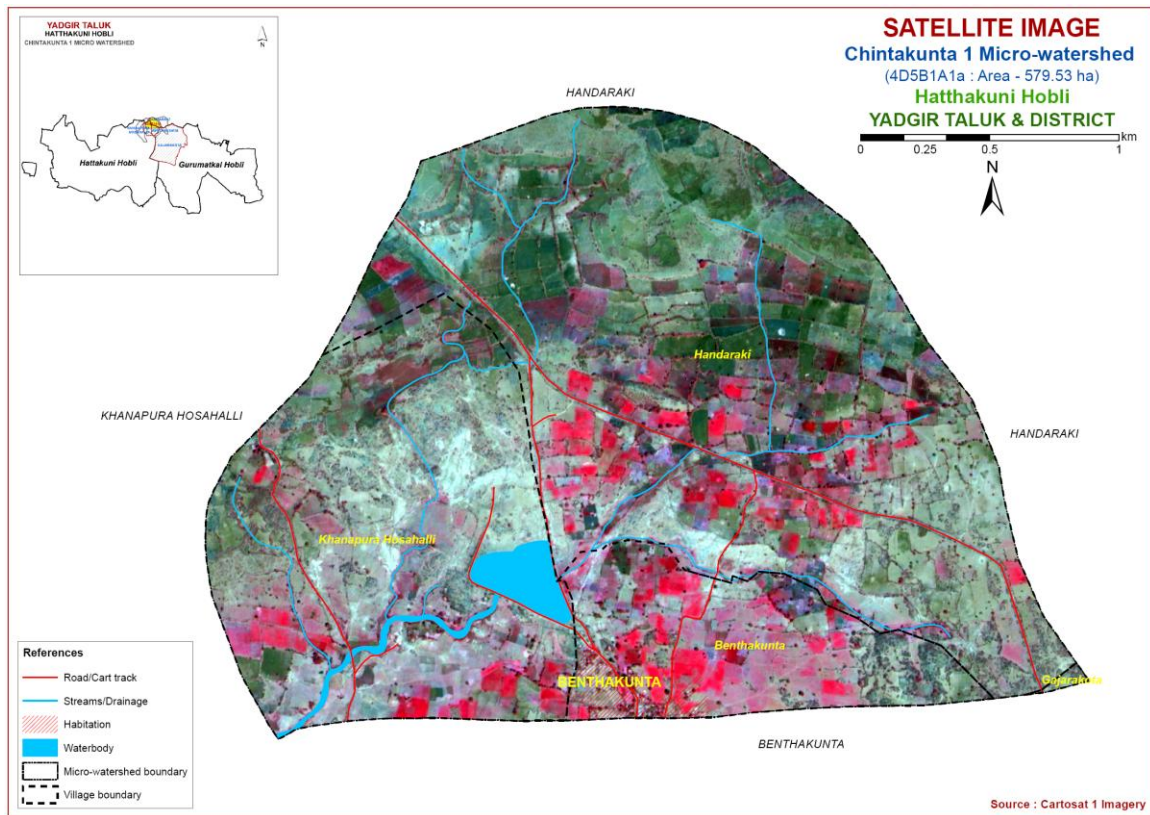 YADGIR TALUK
HATTHAKUNI HOBLI
CHINTAKUNTA 1 MICRO WATERSHED
N
Hattakuni Hobli
Gurumatkal Hobli
SATELLITE IMAGE
Chintakunta 1 Micro-watershed
(4D5B1A1a : Area - 579.53 ha)
Hatthakuni Hobli
YADGIR TALUK & DISTRICT
km
0 0.25 0.5 1
N
HANDARAKI
Handaraki
KHANAPURA HOSAHALLI
HANDARAKI
Khanapura Hosahalli
Benthakunta
BENTHAKUNTA
Gajarakota
BENTHAKUNTA
References
Road/Cart track
Streams/Drainage
Habitation
Waterbody
Micro-watershed boundary
Village boundary
Source : Cartosat 1 Imagery